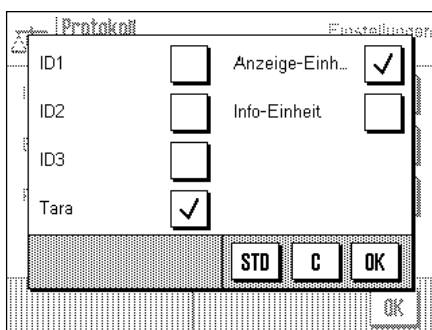 Protokoll Einstellungen
ID1 Anzeige-Einh...
ID2 Info-Einheit
ID3
Tara
STD C OK
OK